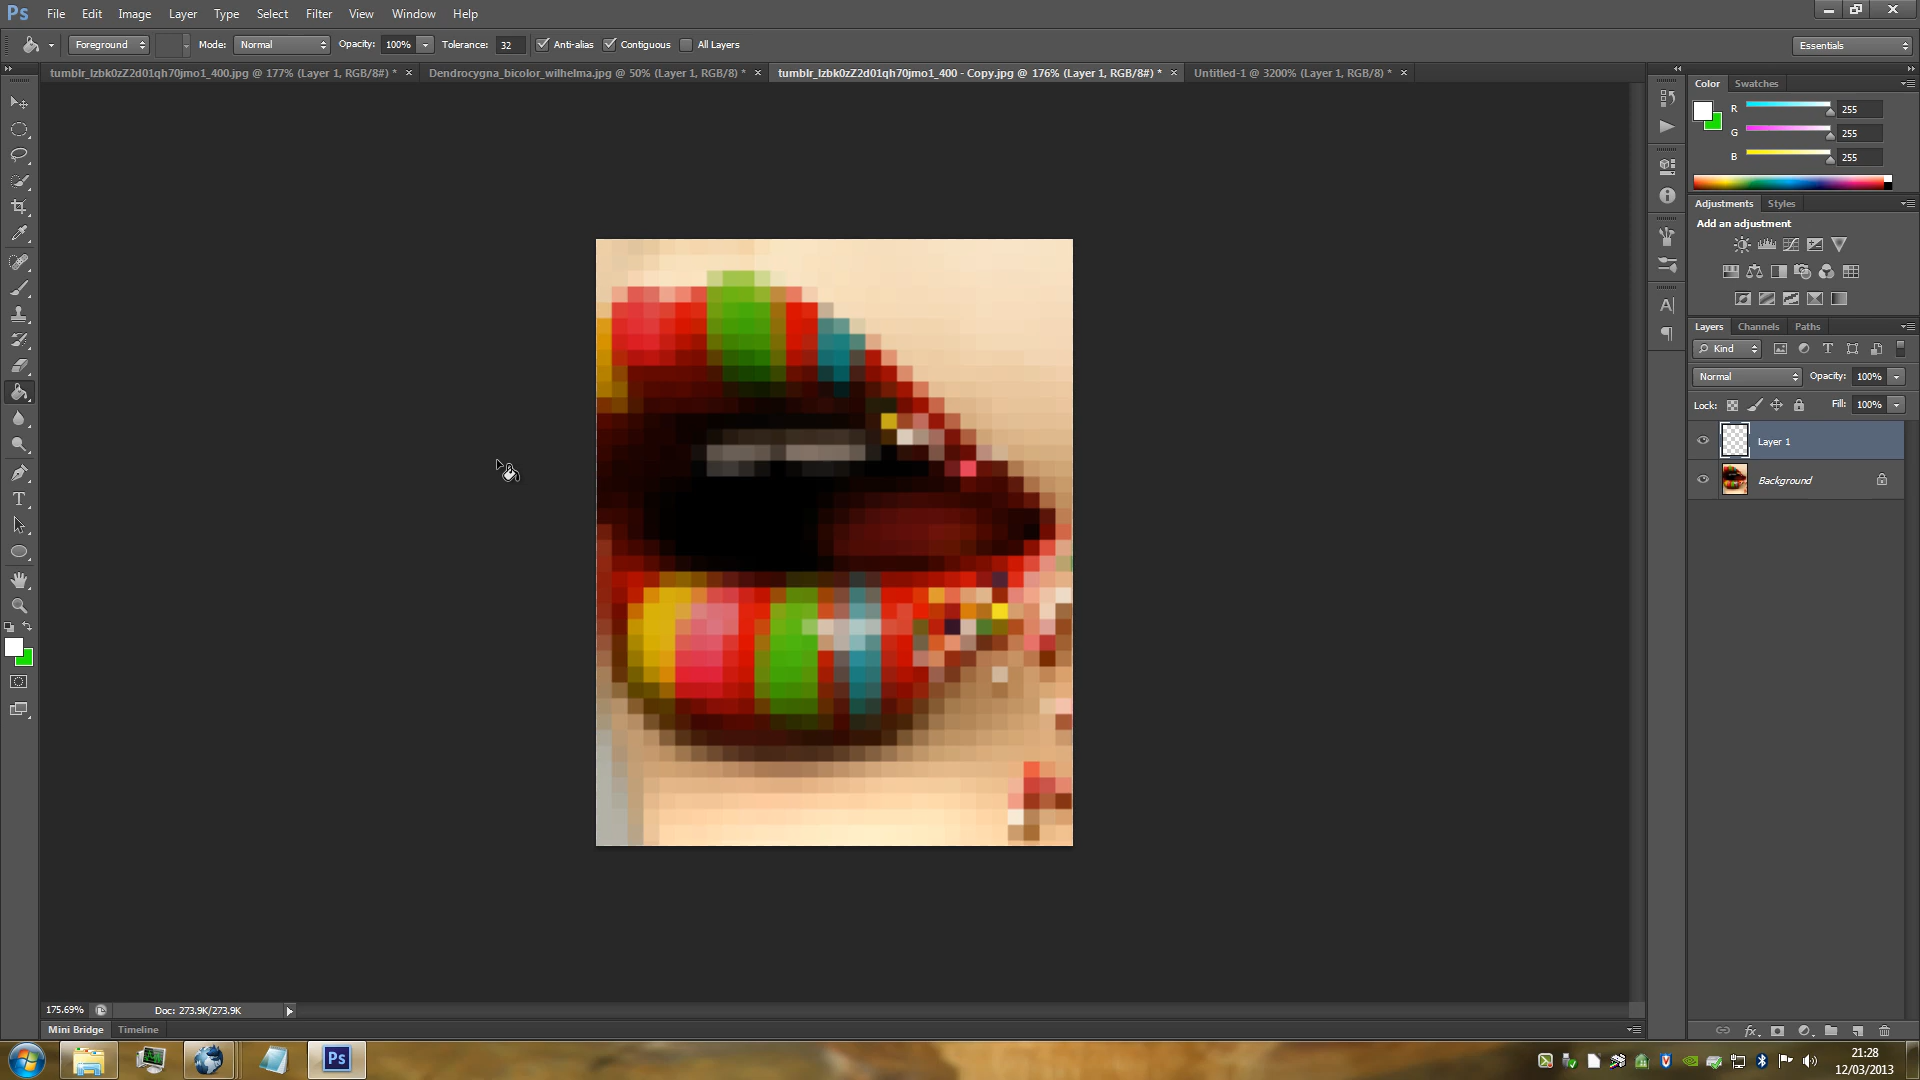 Ps File Edit Image Layer Type Select Filter View Window Help
Foreground Mode: Normal Opacity: 100% Tolerance: 32 Anti-alias Contiguous All Layers Essentials
tumblr_lzbk0zZ2d01qh70jmo1_400.jpg @ 177% (Layer 1, RGB/8#) * × Dendrocygna_bicolor_wilhelma.jpg @ 50% (Layer 1, RGB/8) * × tumblr_lzbk0zZ2d01qh70jmo1_400 - Copy.jpg @ 176% (Layer 1, RGB/8#) * × Untitled-1 @ 3200% (Layer 1, RGB/8) * ×
Color Swatches
R 255
G 255
B 255
Adjustments Styles
Add an adjustment
Layers Channels Paths
Kind
Normal Opacity: 100%
Lock: Fill: 100%
Layer 1
Background
175.69% Doc: 273.9K/273.9K
Mini Bridge Timeline
Ps
21:28
12/03/2013